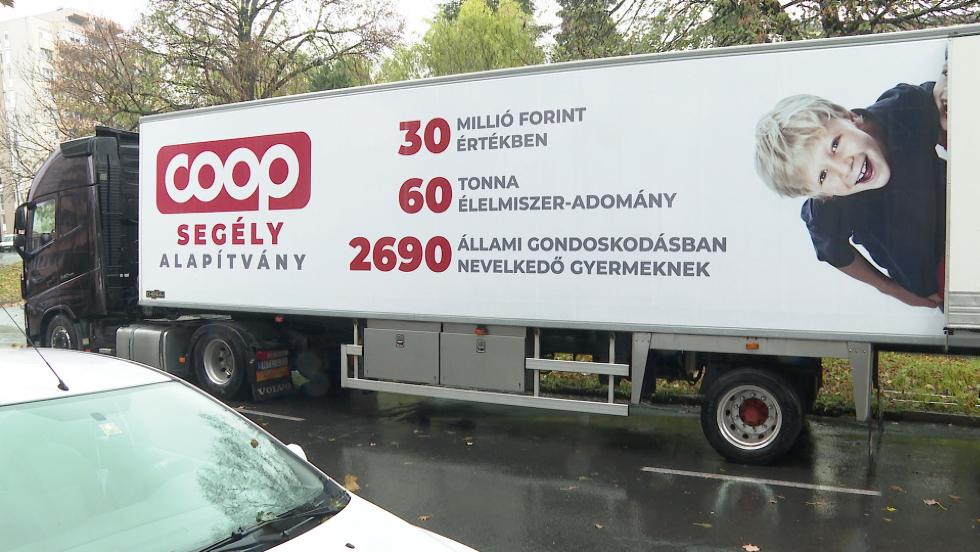 coop
SEGÉLY
ALAPÍTVÁNY
30 MILLIÓ FORINT
ÉRTÉKBEN
60 TONNA
ÉLELMISZER-ADOMÁNY
2690 ÁLLAMI GONDOSKODÁSBAN
NEVELKEDŐ GYERMEKNEK
VOLVO